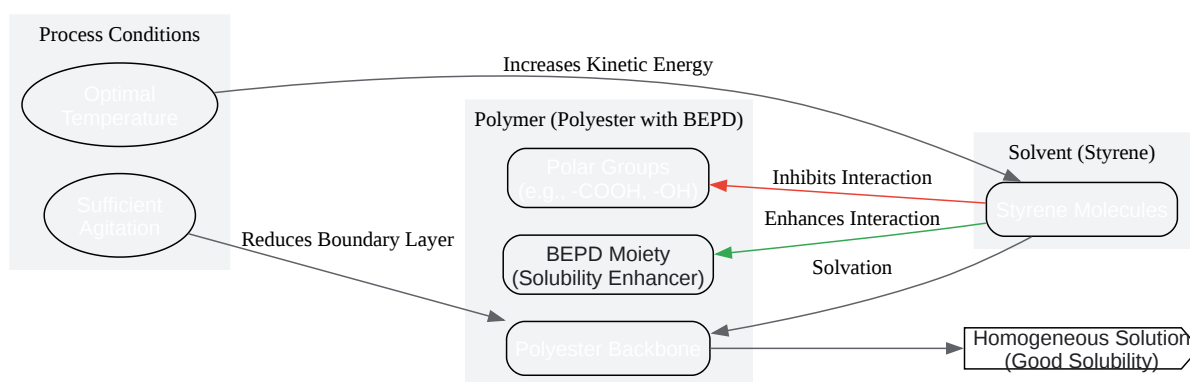 Process Conditions
Optimal
Temperature
Sufficient
Agitation
Increases Kinetic Energy
Reduces Boundary Layer
Polymer (Polyester with BEPD)
Polar Groups
(e.g., -COOH, -OH)
BEPD Moiety
(Solubility Enhancer)
Polyester Backbone
Inhibits Interaction
Enhances Interaction
Solvation
Solvent (Styrene)
Styrene Molecules
Homogeneous Solution
(Good Solubility)